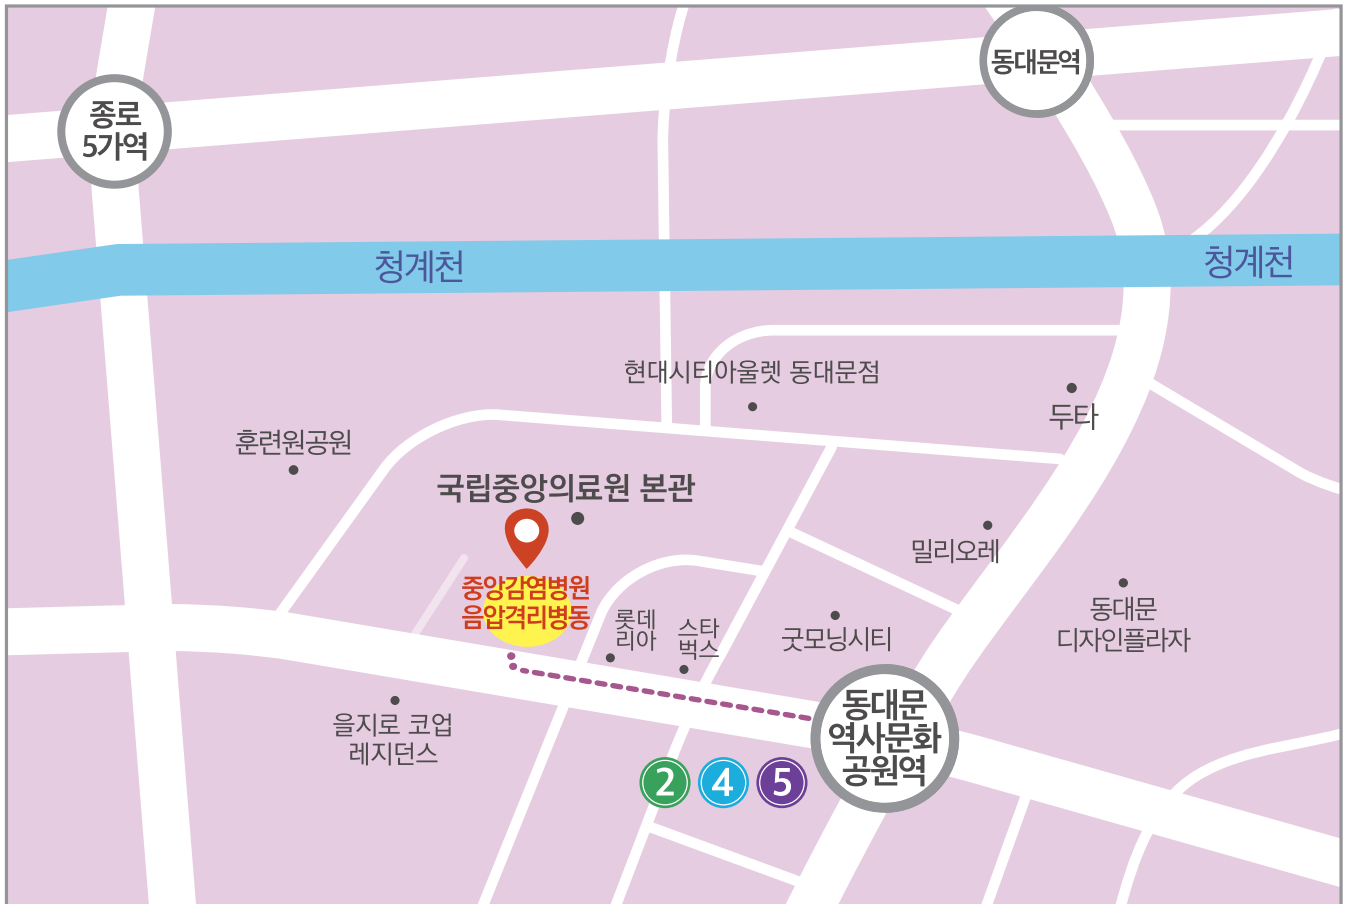 동대문역
종로
5가역
청계천
청계천
현대시티아울렛 동대문점
두타
훈련원공원
국립중앙의료원 본관
밀리오레
중앙감염병원
음압격리병동
롯데
리아
스타
벅스
굿모닝시티
동대문
디자인플라자
을지로 코업
레지던스
동대문
역사문화
공원역
2 4 5